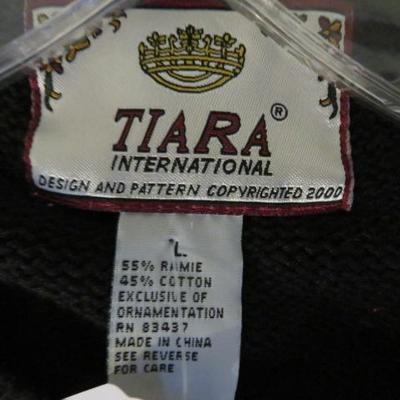 TIARA®
INTERNATIONAL
DESIGN AND PATTERN COPYRIGHTED 2000
L
55% RAMIE
45% COTTON
EXCLUSIVE OF
ORNAMENTATION
RN 83437
MADE IN CHINA
SEE REVERSE
FOR CARE